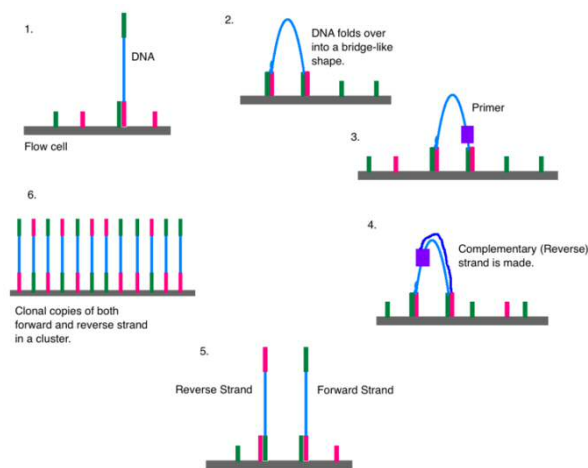 1.
DNA
Flow cell
2.
DNA folds over
into a bridge-like
shape.
Primer
3.
4.
Complementary (Reverse)
strand is made.
5.
Reverse Strand
Forward Strand
6.
Clonal copies of both
forward and reverse strand
in a cluster.